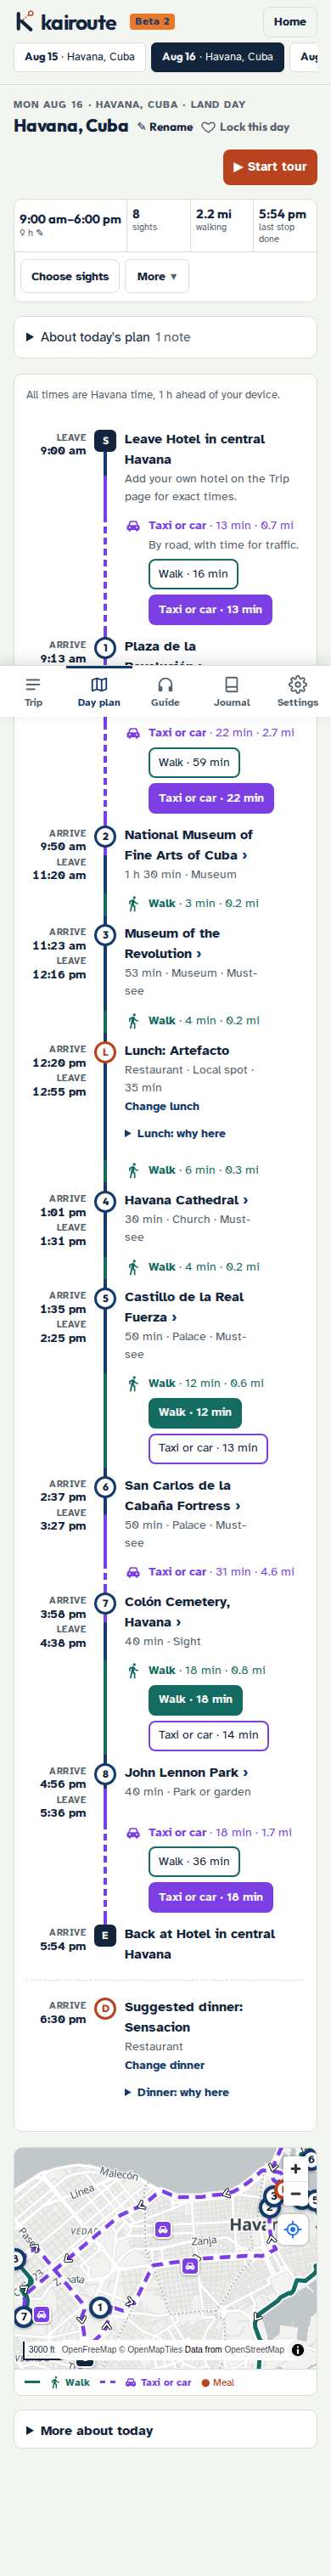 kairoute Beta 2 Home
Aug 15 · Havana, Cuba Aug 16 · Havana, Cuba Aug
MON AUG 16 · HAVANA, CUBA · LAND DAY
Havana, Cuba ✎ Rename Lock this day
▶ Start tour
9:00 am–6:00 pm 8 2.2 mi 5:54 pm
9 h ✎ sights walking last stop
done
Choose sights More ▾
▶ About today's plan 1 note
All times are Havana time, 1 h ahead of your device.
LEAVE S Leave Hotel in central
9:00 am Havana
Add your own hotel on the Trip
page for exact times.
Taxi or car · 13 min · 0.7 mi
By road, with time for traffic.
Walk · 16 min
Taxi or car · 13 min
ARRIVE 1 Plaza de la
9:13 am Revolución ›
Trip Day plan Guide Journal Settings
Taxi or car · 22 min · 2.7 mi
Walk · 59 min
Taxi or car · 22 min
ARRIVE 2 National Museum of
9:50 am Fine Arts of Cuba ›
LEAVE
11:20 am 1 h 30 min · Museum
Walk · 3 min · 0.2 mi
ARRIVE 3 Museum of the
11:23 am Revolution ›
LEAVE
12:16 pm 53 min · Museum · Must-
see
Walk · 4 min · 0.2 mi
ARRIVE L Lunch: Artefacto
12:20 pm Restaurant · Local spot ·
LEAVE 35 min
12:55 pm
Change lunch
▶ Lunch: why here
Walk · 6 min · 0.3 mi
ARRIVE 4 Havana Cathedral ›
1:01 pm 30 min · Church · Must-
LEAVE see
1:31 pm
Walk · 4 min · 0.2 mi
ARRIVE 5 Castillo de la Real
1:35 pm Fuerza ›
LEAVE
2:25 pm 50 min · Palace · Must-
see
Walk · 12 min · 0.6 mi
Walk · 12 min
Taxi or car · 13 min
ARRIVE 6 San Carlos de la
2:37 pm Cabaña Fortress ›
LEAVE
3:27 pm 50 min · Palace · Must-
see
Taxi or car · 31 min · 4.6 mi
ARRIVE 7 Colón Cemetery,
3:58 pm Havana ›
LEAVE
4:38 pm 40 min · Sight
Walk · 18 min · 0.8 mi
Walk · 18 min
Taxi or car · 14 min
ARRIVE 8 John Lennon Park ›
4:56 pm 40 min · Park or garden
LEAVE
5:36 pm
Taxi or car · 18 min · 1.7 mi
Walk · 36 min
Taxi or car · 18 min
ARRIVE E Back at Hotel in central
5:54 pm Havana
ARRIVE D Suggested dinner:
6:30 pm Sensacion
Restaurant
Change dinner
▶ Dinner: why here
Malecón
Línea
Zanja
23
1
7
3
+
−
3000 ft OpenFreeMap © OpenMapTiles Data from OpenStreetMap
Walk Taxi or car Meal
▶ More about today